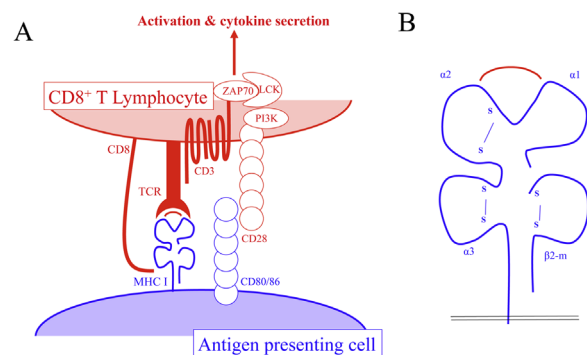 Activation & cytokine secretion
A
B
ZAP70
LCK
CD8⁺ T Lymphocyte
PI3K
CD8
CD3
TCR
CD28
MHC I
CD80/86
Antigen presenting cell
α2
α1
s
s
s
s
s
s
α3
β2-m